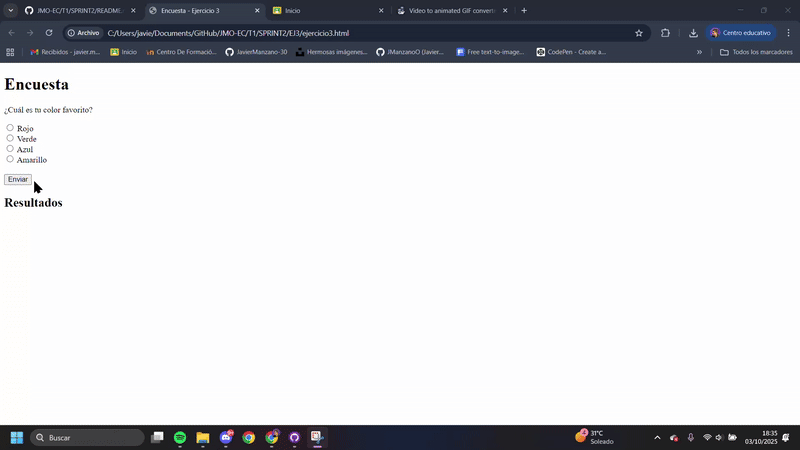 JMO-EC/T1/SPRINT2/README.
Encuesta - Ejercicio 3
Inicio
Video to animated GIF convert
Archivo
C:/Users/javie/Documents/GitHub/JMO-EC/T1/SPRINT2/EJ3/ejercicio3.html
Centro educativo
Recibidos - javier.m...
Inicio
Centro De Formació...
JavierManzano-30
Hermosas imágenes...
JManzanoO (Javier...
Free text-to-image...
CodePen - Create a...
»
Todos los marcadores
Encuesta
¿Cuál es tu color favorito?
Rojo
Verde
Azul
Amarillo
Enviar
Resultados
Buscar
31°C
Soleado
18:35
03/10/2025